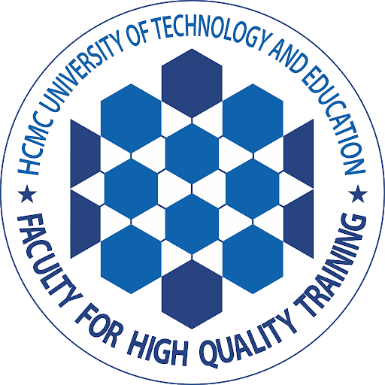 HCMC UNIVERSITY OF TECHNOLOGY AND EDUCATION
FACULTY FOR HIGH QUALITY TRAINING